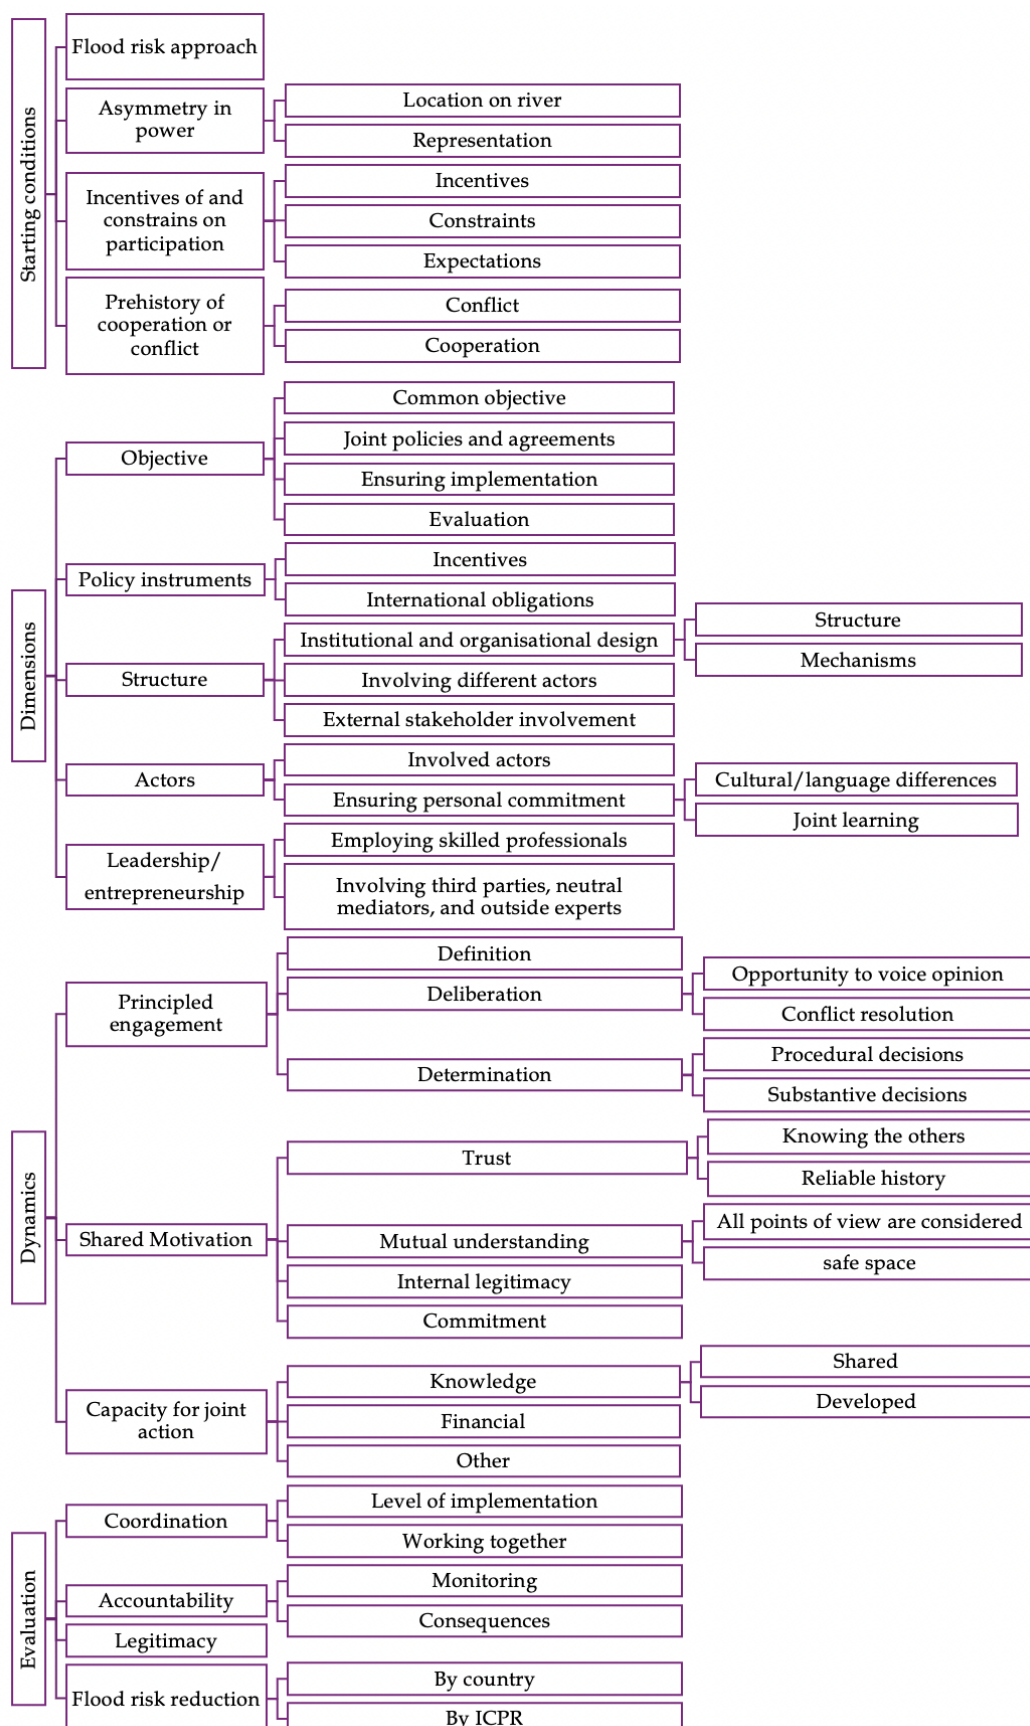 Starting conditions
Flood risk approach
Asymmetry in
power
Location on river
Representation
Incentives of and
constrains on
participation
Incentives
Constraints
Expectations
Prehistory of
cooperation or
conflict
Conflict
Cooperation
Dimensions
Objective
Common objective
Joint policies and agreements
Ensuring implementation
Evaluation
Policy instruments
Incentives
International obligations
Structure
Institutional and organisational design
Structure
Mechanisms
Involving different actors
External stakeholder involvement
Actors
Involved actors
Ensuring personal commitment
Cultural/language differences
Joint learning
Leadership/
entrepreneurship
Employing skilled professionals
Involving third parties, neutral
mediators, and outside experts
Dynamics
Principled
engagement
Definition
Deliberation
Opportunity to voice opinion
Conflict resolution
Determination
Procedural decisions
Substantive decisions
Shared Motivation
Trust
Knowing the others
Reliable history
Mutual understanding
All points of view are considered
safe space
Internal legitimacy
Commitment
Capacity for joint
action
Knowledge
Shared
Developed
Financial
Other
Evaluation
Coordination
Level of implementation
Working together
Accountability
Monitoring
Consequences
Legitimacy
Flood risk reduction
By country
By ICPR